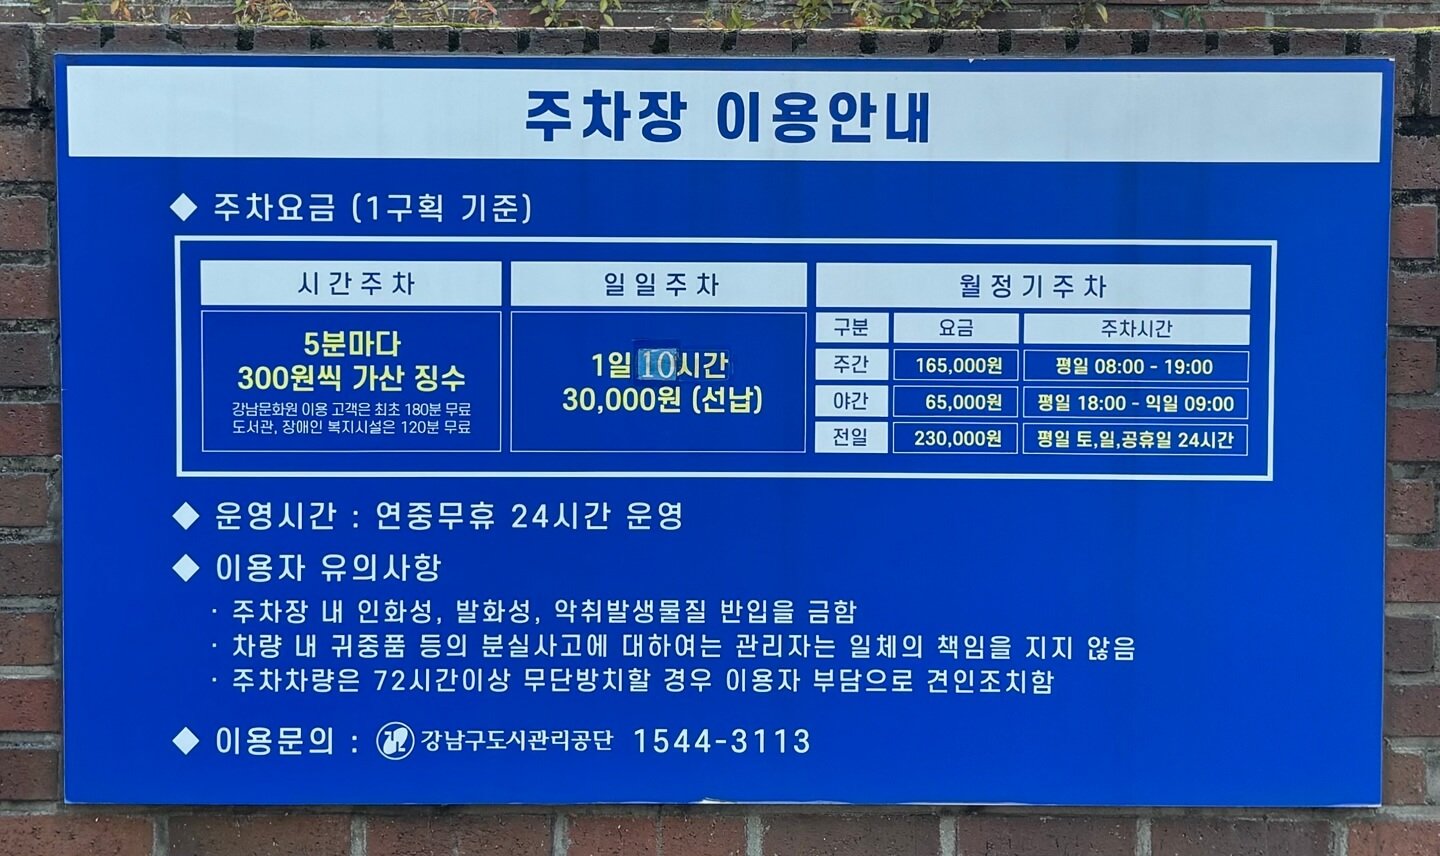 주차장 이용안내
◆ 주차요금 (1구획 기준)
시간주차
5분마다
300원씩 가산 징수
강남문화원 이용 고객은 최초 180분 무료
도서관, 장애인 복지시설은 120분 무료
일일주차
1일 10시간
30,000원 (선납)
월정기주차
구분 요금 주차시간
주간 165,000원 평일 08:00 - 19:00
야간 65,000원 평일 18:00 - 익일 09:00
전일 230,000원 평일 토,일,공휴일 24시간
◆ 운영시간 : 연중무휴 24시간 운영
◆ 이용자 유의사항
· 주차장 내 인화성, 발화성, 악취발생물질 반입을 금함
· 차량 내 귀중품 등의 분실사고에 대하여는 관리자는 일체의 책임을 지지 않음
· 주차차량은 72시간이상 무단방치할 경우 이용자 부담으로 견인조치함
◆ 이용문의 : 강남구도시관리공단 1544-3113